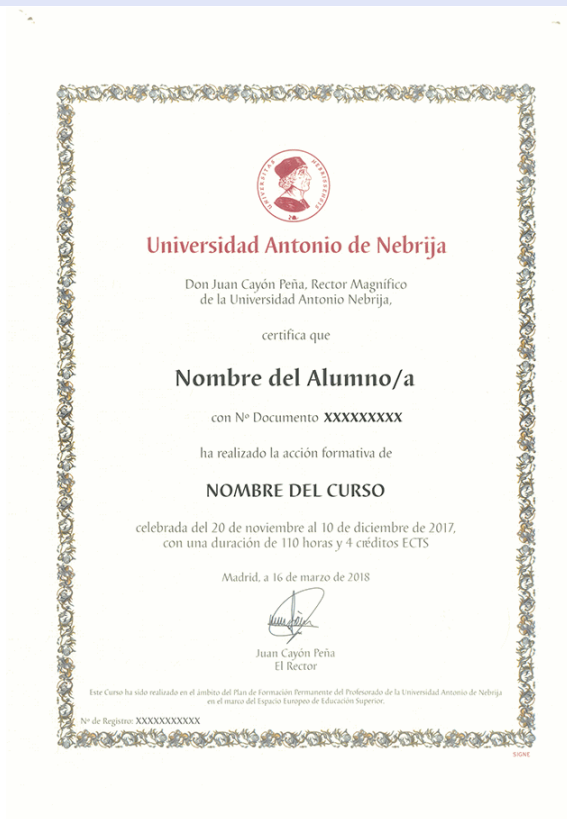 UNIVERSITAS NEBRISSENSIS
Universidad Antonio de Nebrija
Don Juan Cayón Peña, Rector Magnífico
de la Universidad Antonio Nebrija,
certifica que
Nombre del Alumno/a
con Nº Documento XXXXXXXXX
ha realizado la acción formativa de
NOMBRE DEL CURSO
celebrada del 20 de noviembre al 10 de diciembre de 2017,
con una duración de 110 horas y 4 créditos ECTS
Madrid, a 16 de marzo de 2018
Juan Cayón Peña
El Rector
Este Curso ha sido realizado en el ámbito del Plan de Formación Permanente del Profesorado de la Universidad Antonio de Nebrija
en el marco del Espacio Europeo de Educación Superior.
Nº de Registro: XXXXXXXXXXX
SIGNE